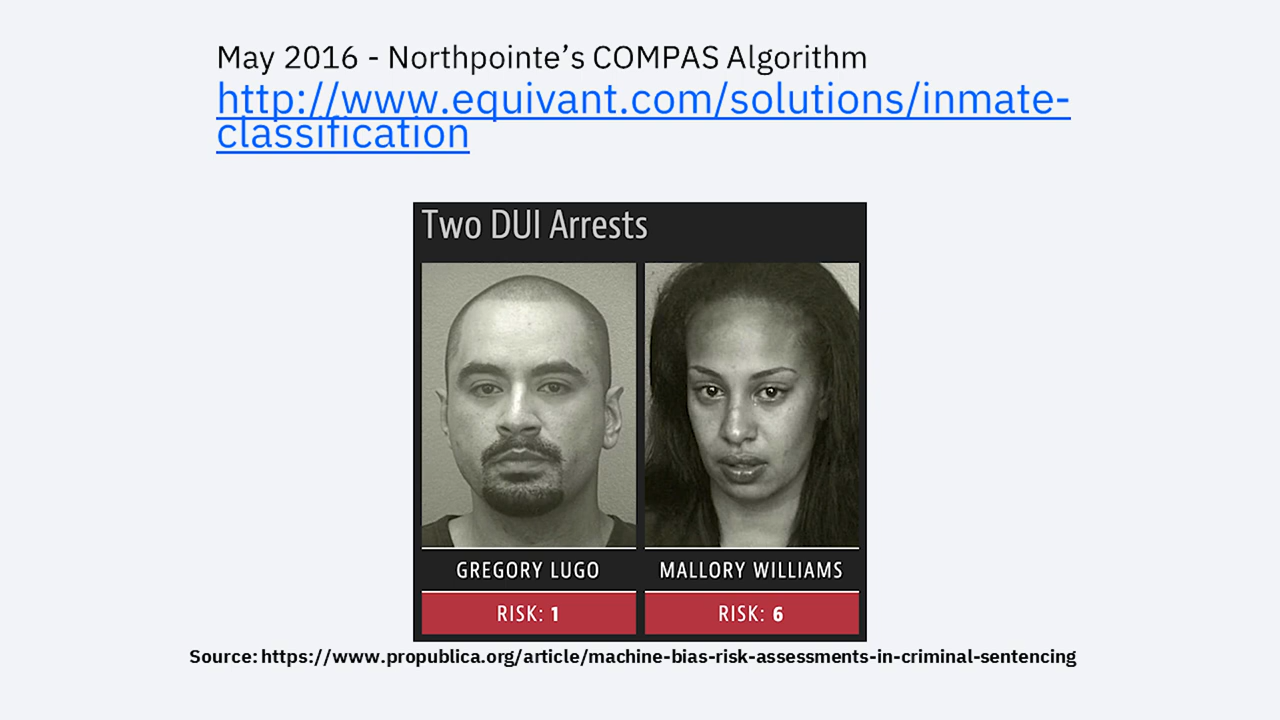 May 2016 - Northpointe’s COMPAS Algorithm
http://www.equivant.com/solutions/inmate-
classification
Two DUI Arrests
GREGORY LUGO
MALLORY WILLIAMS
RISK: 1
RISK: 6
Source: https://www.propublica.org/article/machine-bias-risk-assessments-in-criminal-sentencing